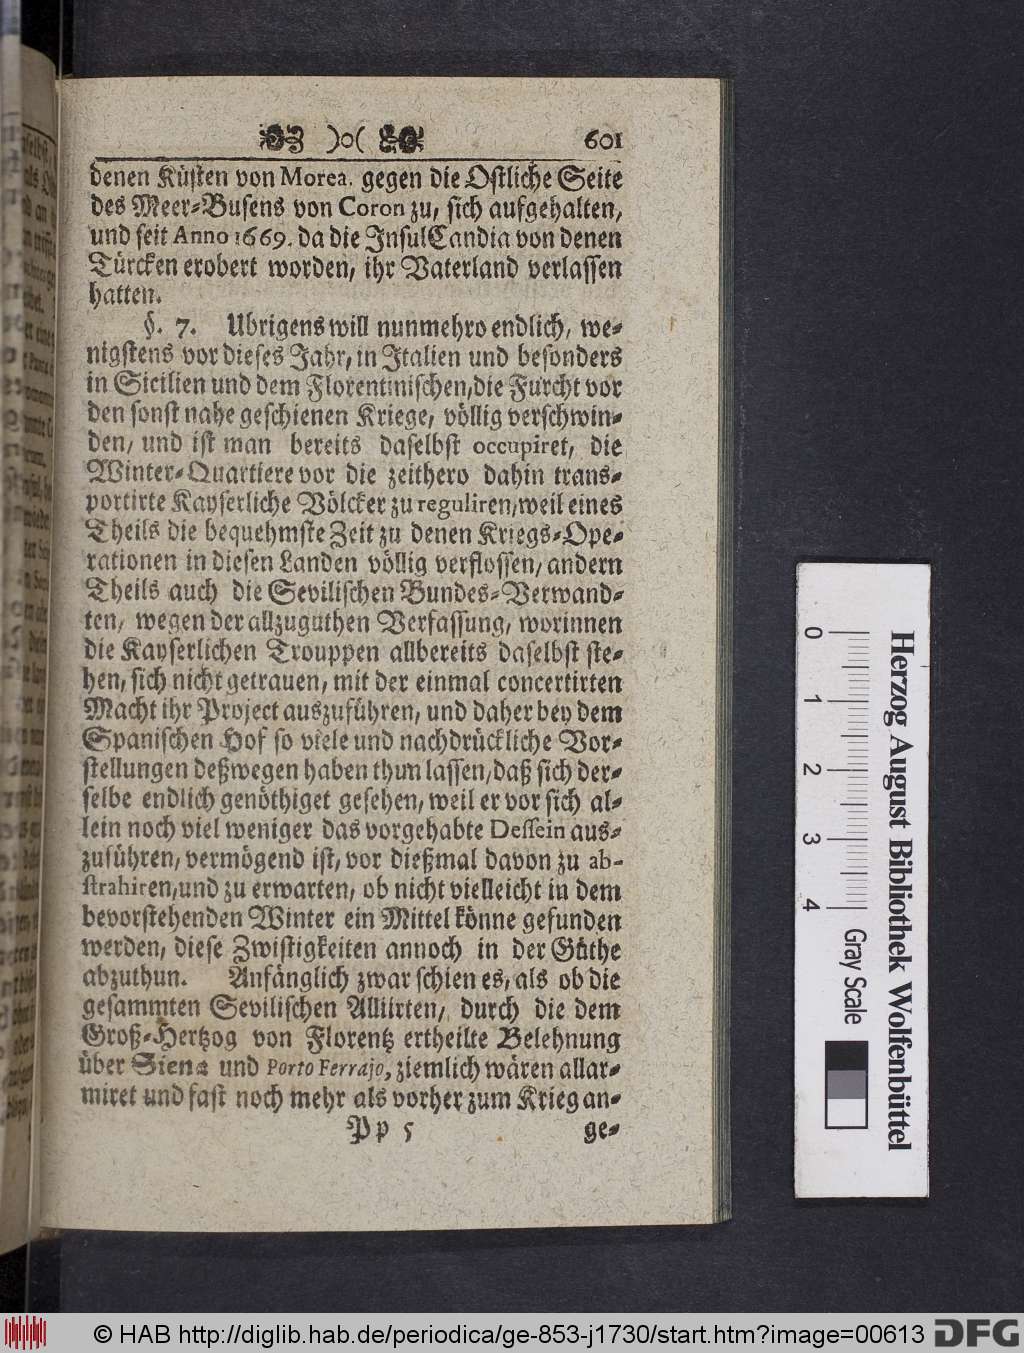 )o( 601
denen Küsten von Morea, gegen die Ostliche Seite
des Meer-Busens von Coron zu, sich aufgehalten,
und seit Anno 1669. da die Insul Candia von denen
Türcken erobert worden, ihr Vaterland verlassen
hatten.
§. 7. Ubrigens will nunmehro endlich, we-
nigstens vor dieses Jahr, in Italien und besonders
in Sicilien und dem Florentinischen, die Furcht vor
den sonst nahe geschienen Kriege, völlig verschwin-
den, und ist man bereits daselbst occupiret, die
Winter-Quartiere vor die zeithero dahin trans-
portirte Kayserliche Völcker zu reguliren, weil eines
Theils die bequehmste Zeit zu denen Kriegs-Ope-
rationen in diesen Landen völlig verflossen, andern
Theils auch die Sevilischen Bundes-Verwand-
ten, wegen der allzuguthen Verfassung, worinnen
die Kayserlichen Trouppen allbereits daselbst ste-
hen, sich nicht getrauen, mit der einmal concertirten
Macht ihr Project auszuführen, und daher bey dem
Spanischen Hof so viele und nachdrückliche Vor-
stellungen deßwegen haben thun lassen, daß sich der-
selbe endlich genöthiget gesehen, weil er vor sich al-
lein noch viel weniger das vorgehabte Dessein aus-
zuführen, vermögend ist, vor dießmal davon zu ab-
strahiren, und zu erwarten, ob nicht vielleicht in dem
bevorstehenden Winter ein Mittel könne gefunden
werden, diese Zwistigkeiten annoch in der Güthe
abzuthun. Anfänglich zwar schien es, als ob die
gesammten Sevilischen Alliirten, durch die dem
Groß-Hertzog von Florentz ertheilte Belehnung
über Siena und Porto Ferrajo, ziemlich wären allar-
miret und fast noch mehr als vorher zum Krieg an-
Pp 5 ge-
0 1 2 3 4
Herzog August Bibliothek Wolfenbüttel
Gray Scale
© HAB http://diglib.hab.de/periodica/ge-853-j1730/start.htm?image=00613 DFG